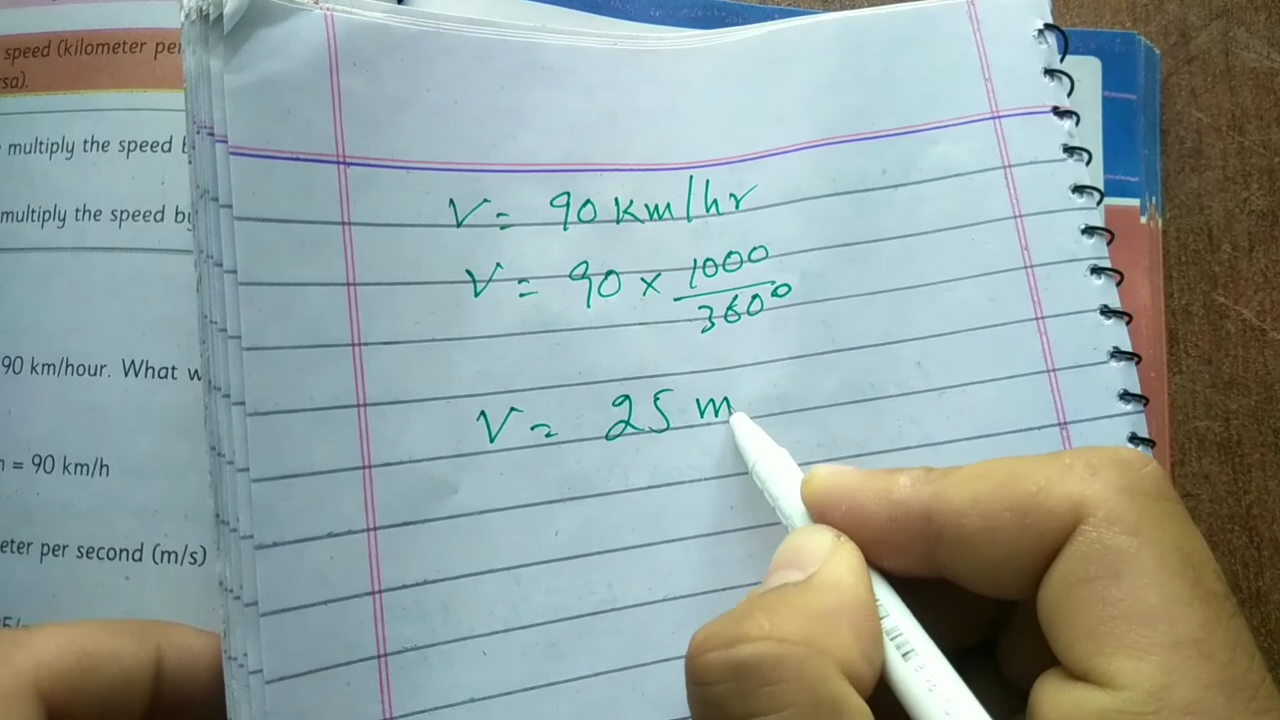 speed (kilometer per
sa).
multiply the speed
multiply the speed by
90 km/hour. What
= 90 km/h
eter per second (m/s)
V = 90 km/hr
V = 90 × 1000/3600
V = 25 m